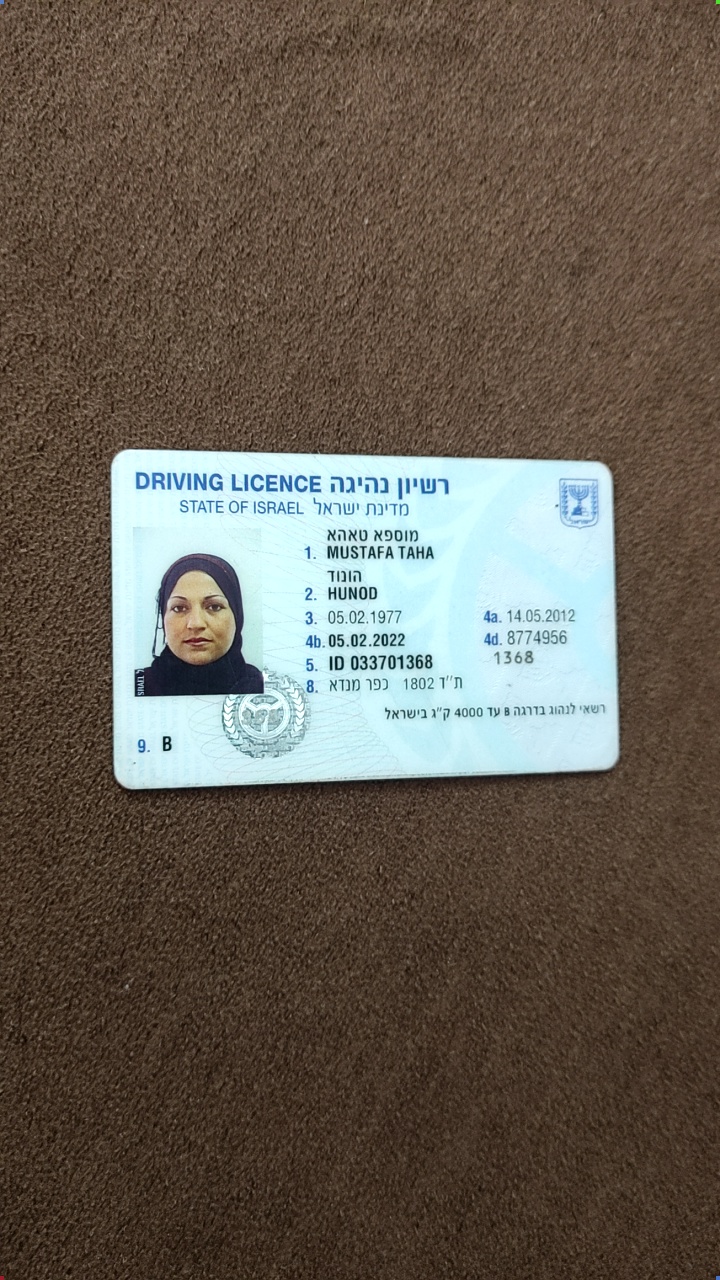 DRIVING LICENCE רשיון נהיגה
STATE OF ISRAEL מדינת ישראל
מוספא טאהא
1. MUSTAFA TAHA
הונוד
2. HUNOD
3. 05.02.1977 4a. 14.05.2012
4b. 05.02.2022 4d. 8774956
5. ID 033701368 1368
8. ת"ד 1802 כפר מנדא
רשאי לנהוג בדרגה B עד 4000 ק"ג בישראל
9. B